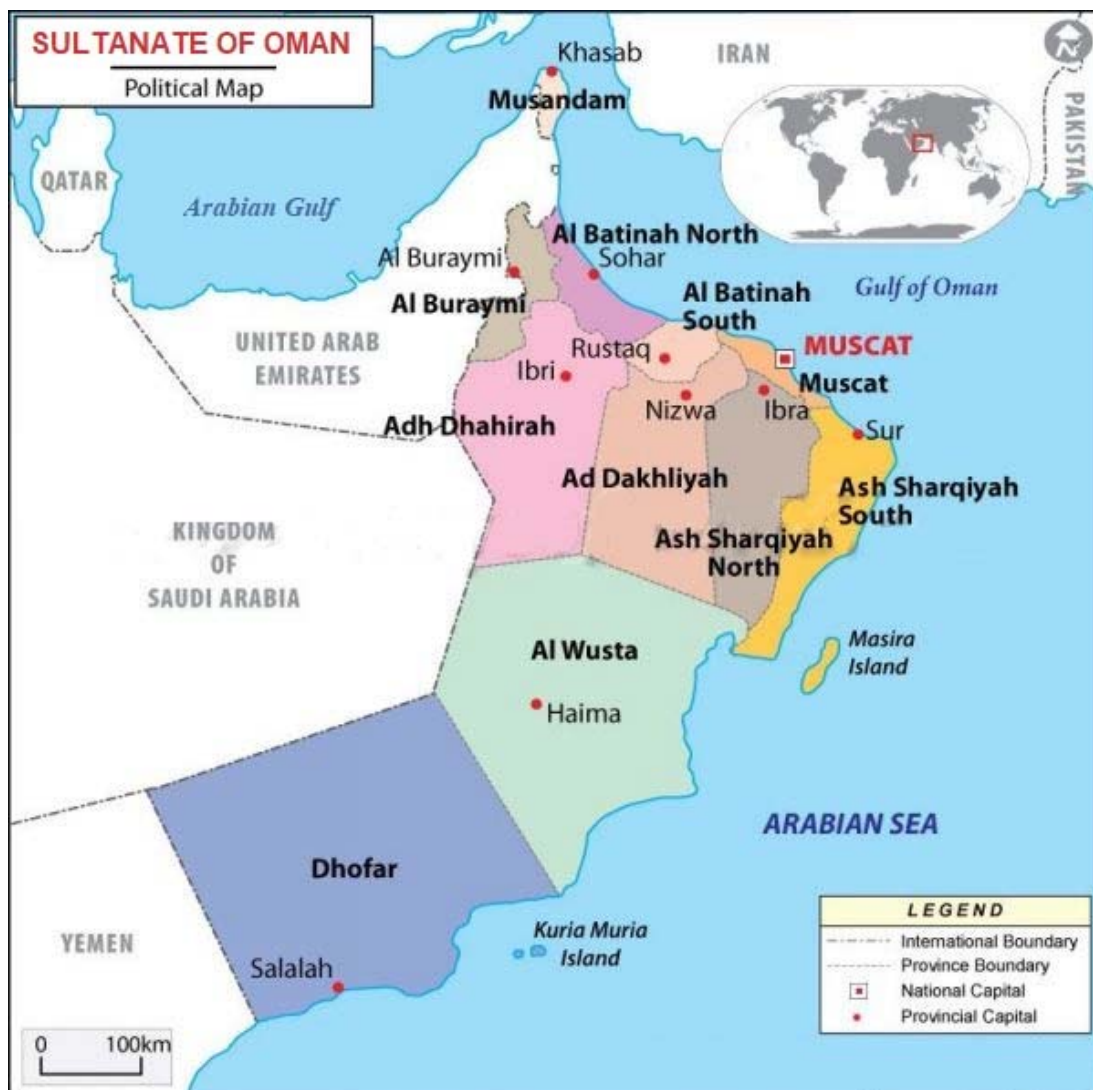 SULTANATE OF OMAN
Political Map
Khasab
IRAN
N
Musandam
PAKISTAN
QATAR
Arabian Gulf
Al Batinah North
Al Buraymi
Sohar
Al Batinah
South
Gulf of Oman
Al Buraymi
UNITED ARAB
EMIRATES
Rustaq
MUSCAT
Ibri
Muscat
Nizwa
Ibra
Adh Dhahirah
Sur
Ad Dakhliyah
Ash Sharqiyah
South
KINGDOM
OF
SAUDI ARABIA
Ash Sharqiyah
North
Al Wusta
Masira
Island
Haima
ARABIAN SEA
Dhofar
YEMEN
Kuria Muria
Island
Salalah
LEGEND
International Boundary
Province Boundary
National Capital
Provincial Capital
0 100km